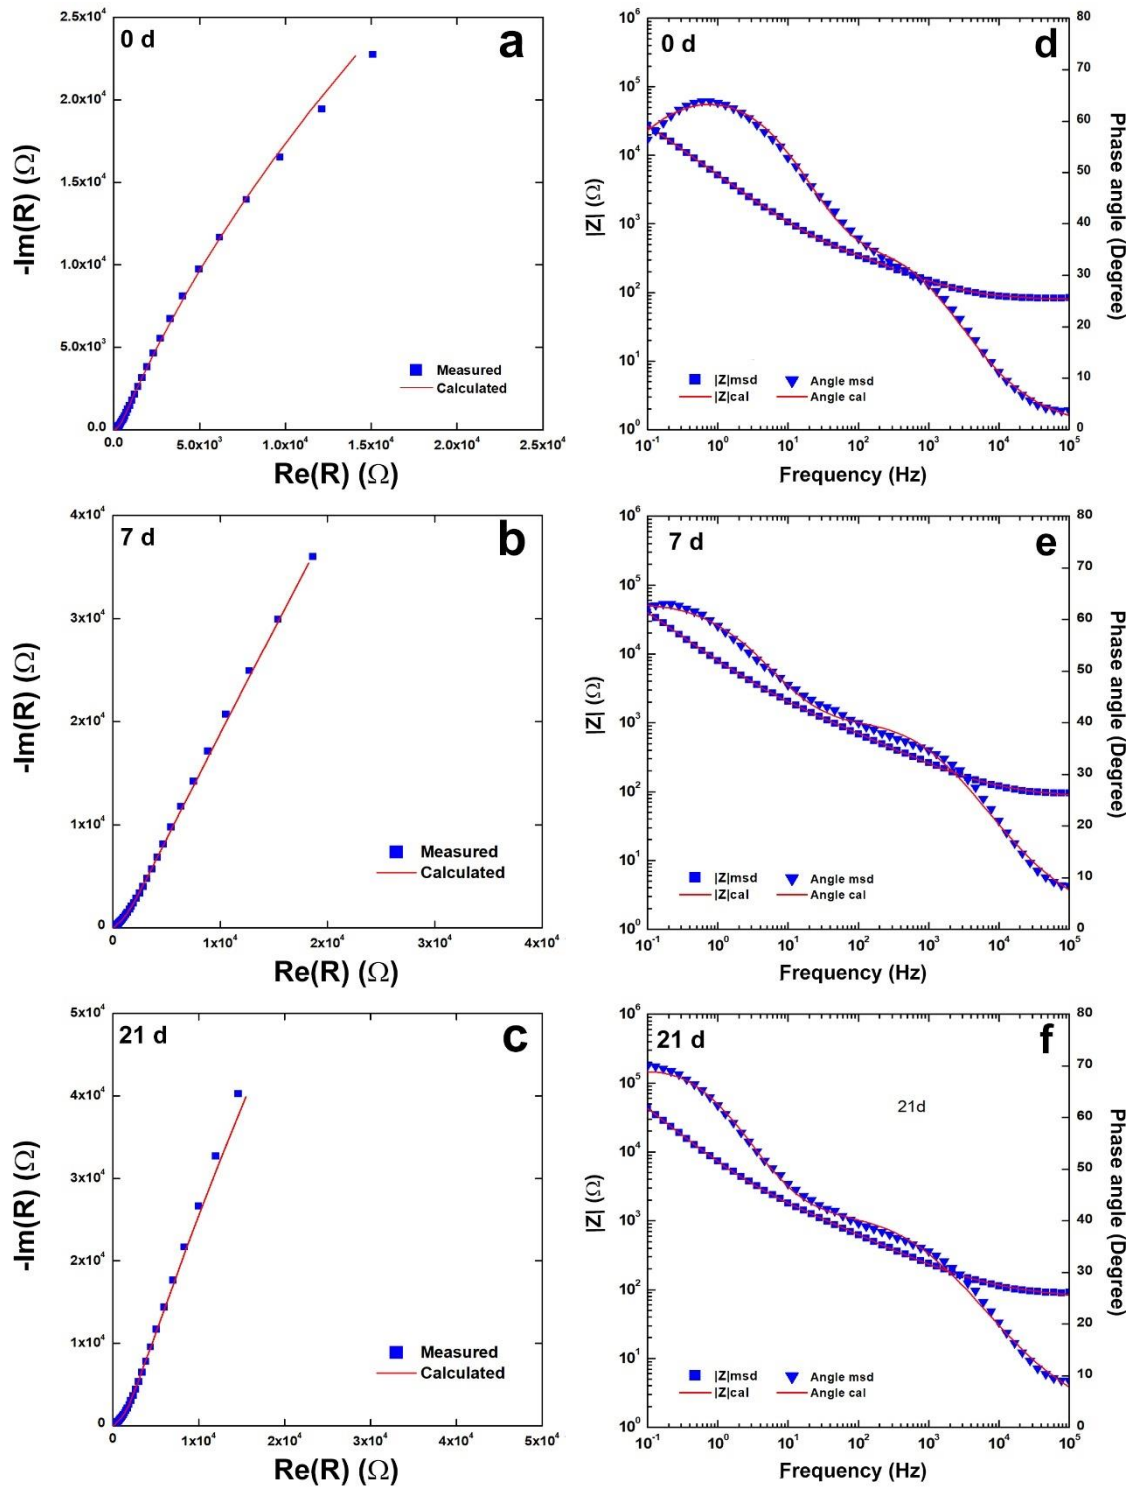 0 d
a
2.5x10⁴
2.0x10⁴
1.5x10⁴
1.0x10⁴
5.0x10³
0.0
-Im(R) (Ω)
Measured
Calculated
0.0
5.0x10³
1.0x10⁴
1.5x10⁴
2.0x10⁴
2.5x10⁴
Re(R) (Ω)
0 d
d
10⁶
10⁵
10⁴
10³
10²
10¹
10⁰
|Z| (Ω)
80
70
60
50
40
30
20
10
0
Phase angle (Degree)
|Z|msd
Angle msd
|Z|cal
Angle cal
10⁻¹
10⁰
10¹
10²
10³
10⁴
10⁵
Frequency (Hz)
7 d
b
4x10⁴
3x10⁴
2x10⁴
1x10⁴
0
-Im(R) (Ω)
Measured
Calculated
0
1x10⁴
2x10⁴
3x10⁴
4x10⁴
Re(R) (Ω)
7 d
e
10⁶
10⁵
10⁴
10³
10²
10¹
10⁰
|Z| (Ω)
80
70
60
50
40
30
20
10
0
Phase angle (Degree)
|Z|msd
Angle msd
|Z|cal
Angle cal
10⁻¹
10⁰
10¹
10²
10³
10⁴
10⁵
Frequency (Hz)
21 d
c
5x10⁴
4x10⁴
3x10⁴
2x10⁴
1x10⁴
0
-Im(R) (Ω)
Measured
Calculated
0
1x10⁴
2x10⁴
3x10⁴
4x10⁴
5x10⁴
Re(R) (Ω)
21 d
f
21d
10⁶
10⁵
10⁴
10³
10²
10¹
10⁰
|Z| (Ω)
80
70
60
50
40
30
20
10
0
Phase angle (Degree)
|Z|msd
Angle msd
|Z|cal
Angle cal
10⁻¹
10⁰
10¹
10²
10³
10⁴
10⁵
Frequency (Hz)